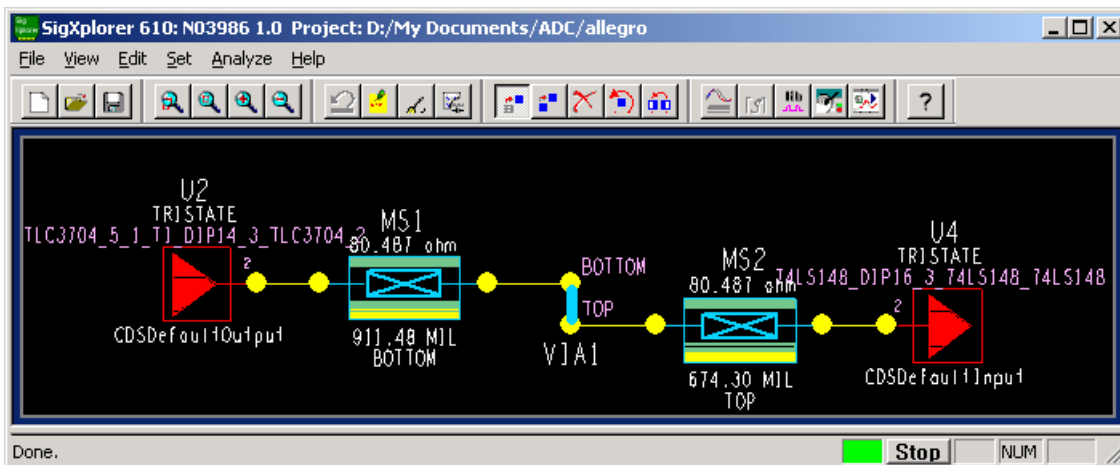 SigXplorer 610: N03986 1.0 Project: D:/My Documents/ADC/allegro
File View Edit Set Analyze Help
U2
TRISTATE
TLC3704_5_1_TI_DIP14_3_TLC3704_2
2
CDSDefaultOutput
MS1
80.487 ohm
911.48 MIL
BOTTOM
BOTTOM
TOP
VIA1
MS2
80.487 ohm
674.30 MIL
TOP
U4
TRISTATE
74LS148_DIP16_3_74LS148_74LS148
2
CDSDefaultInput
Done.
Stop
NUM